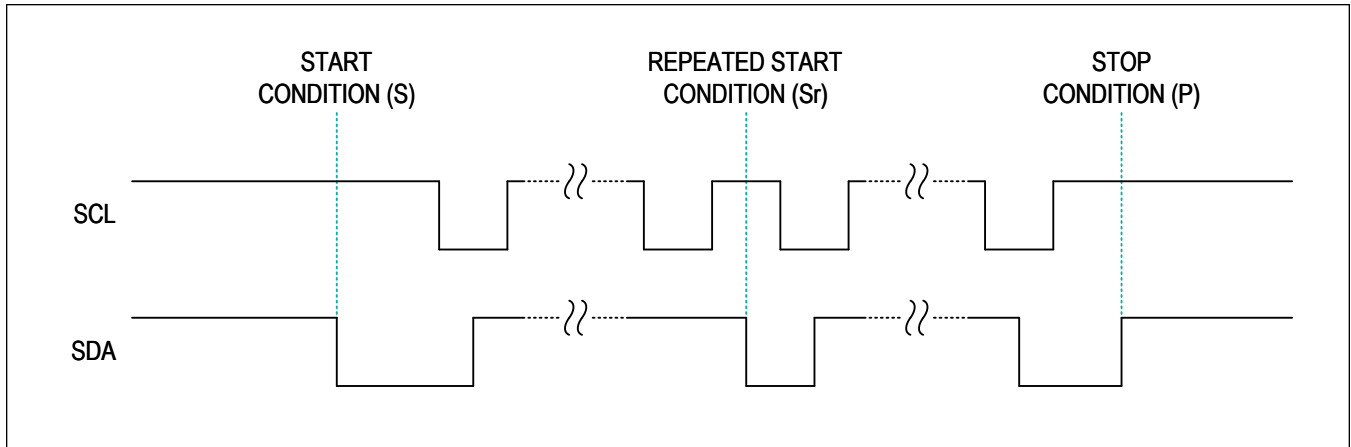 START
CONDITION (S)
REPEATED START
CONDITION (Sr)
STOP
CONDITION (P)
SCL
SDA